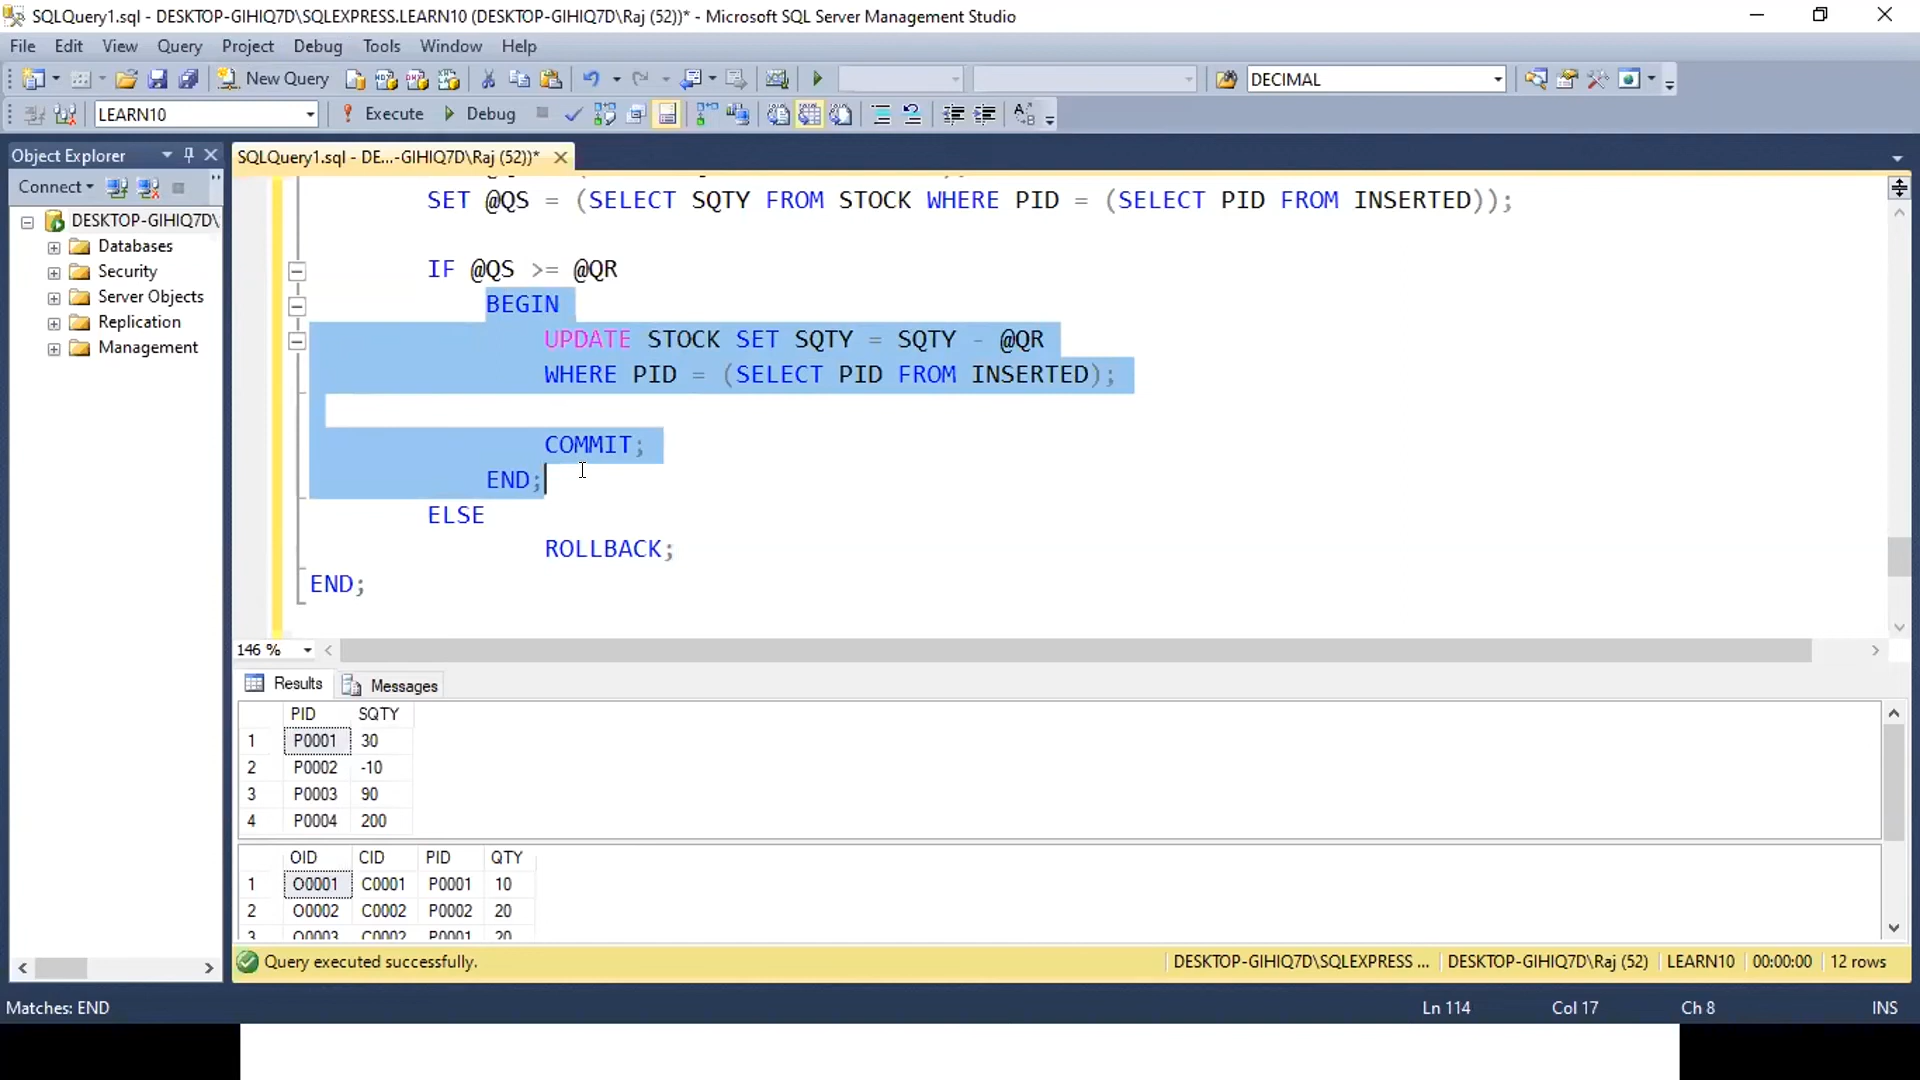 SQLQuery1.sql - DESKTOP-GIHIQ7D\SQLEXPRESS.LEARN10 (DESKTOP-GIHIQ7D\Raj (52))* - Microsoft SQL Server Management Studio
File Edit View Query Project Debug Tools Window Help
New Query DECIMAL
LEARN10 Execute Debug
Object Explorer
SQLQuery1.sql - DE...-GIHIQ7D\Raj (52))*
Connect
DESKTOP-GIHIQ7D\
Databases
Security
Server Objects
Replication
Management
SET @QS = (SELECT SQTY FROM STOCK WHERE PID = (SELECT PID FROM INSERTED));
IF @QS >= @QR
BEGIN
UPDATE STOCK SET SQTY = SQTY - @QR
WHERE PID = (SELECT PID FROM INSERTED);
COMMIT;
END;
ELSE
ROLLBACK;
END;
146 %
Results Messages
PID SQTY
1 P0001 30
2 P0002 -10
3 P0003 90
4 P0004 200
OID CID PID QTY
1 O0001 C0001 P0001 10
2 O0002 C0002 P0002 20
3 O0003 C0002 P0001 20
Query executed successfully. DESKTOP-GIHIQ7D\SQLEXPRESS ... DESKTOP-GIHIQ7D\Raj (52) LEARN10 00:00:00 12 rows
Matches: END Ln 114 Col 17 Ch 8 INS